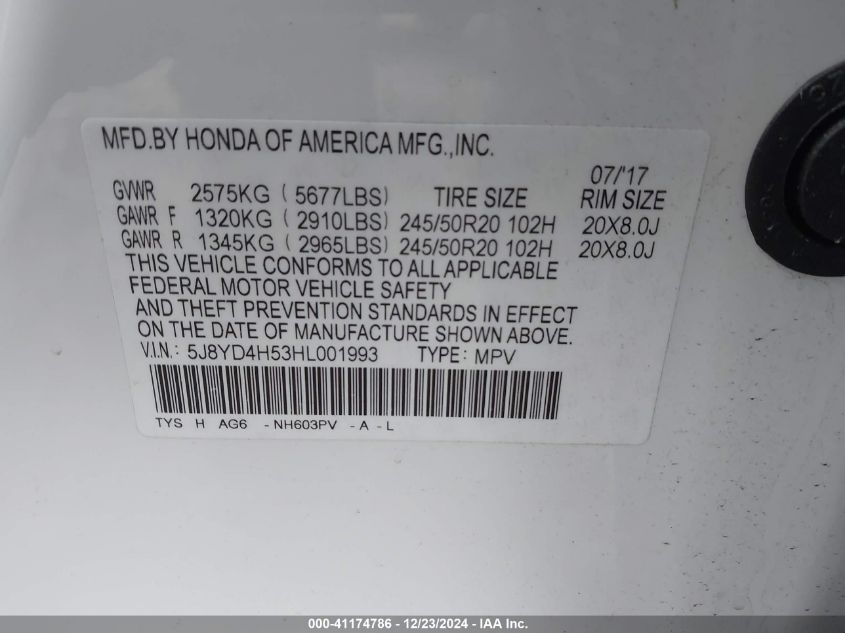 MFD.BY HONDA OF AMERICA MFG.,INC.
07/'17
GVWR 2575KG ( 5677LBS) TIRE SIZE RIM SIZE
GAWR F 1320KG ( 2910LBS) 245/50R20 102H 20X8.0J
GAWR R 1345KG ( 2965LBS) 245/50R20 102H 20X8.0J
THIS VEHICLE CONFORMS TO ALL APPLICABLE
FEDERAL MOTOR VEHICLE SAFETY
AND THEFT PREVENTION STANDARDS IN EFFECT
ON THE DATE OF MANUFACTURE SHOWN ABOVE.
V.I.N.: 5J8YD4H53HL001993 TYPE: MPV
TYS H AG6 -NH603PV -A -L
000-41174786 - 12/23/2024 - IAA Inc.